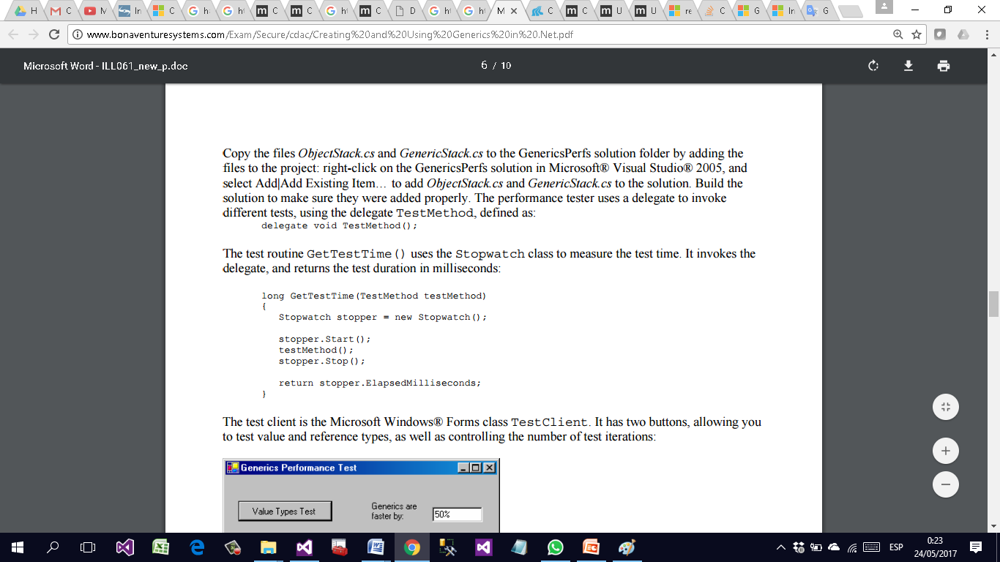 H
M C
M
In
C
h
h
m C
m C
h
m C
D
h
h
M
C
m C
m U
m U
re
C
G
In
G
www.bonaventuresystems.com/Exam/Secure/cdac/Creating%20and%20Using%20Generics%20in%20.Net.pdf
Microsoft Word - ILL061_new_p.doc
6 / 10
Copy the files ObjectStack.cs and GenericStack.cs to the GenericsPerfs solution folder by adding the
files to the project: right-click on the GenericsPerfs solution in Microsoft® Visual Studio® 2005, and
select Add|Add Existing Item… to add ObjectStack.cs and GenericStack.cs to the solution. Build the
solution to make sure they were added properly. The performance tester uses a delegate to invoke
different tests, using the delegate TestMethod, defined as:
delegate void TestMethod();
The test routine GetTestTime() uses the Stopwatch class to measure the test time. It invokes the
delegate, and returns the test duration in milliseconds:
long GetTestTime(TestMethod testMethod)
{
Stopwatch stopper = new Stopwatch();
stopper.Start();
testMethod();
stopper.Stop();
return stopper.ElapsedMilliseconds;
}
The test client is the Microsoft Windows® Forms class TestClient. It has two buttons, allowing you
to test value and reference types, as well as controlling the number of test iterations:
Generics Performance Test
Value Types Test
Generics are
faster by:
50%
ESP
0:23
24/05/2017